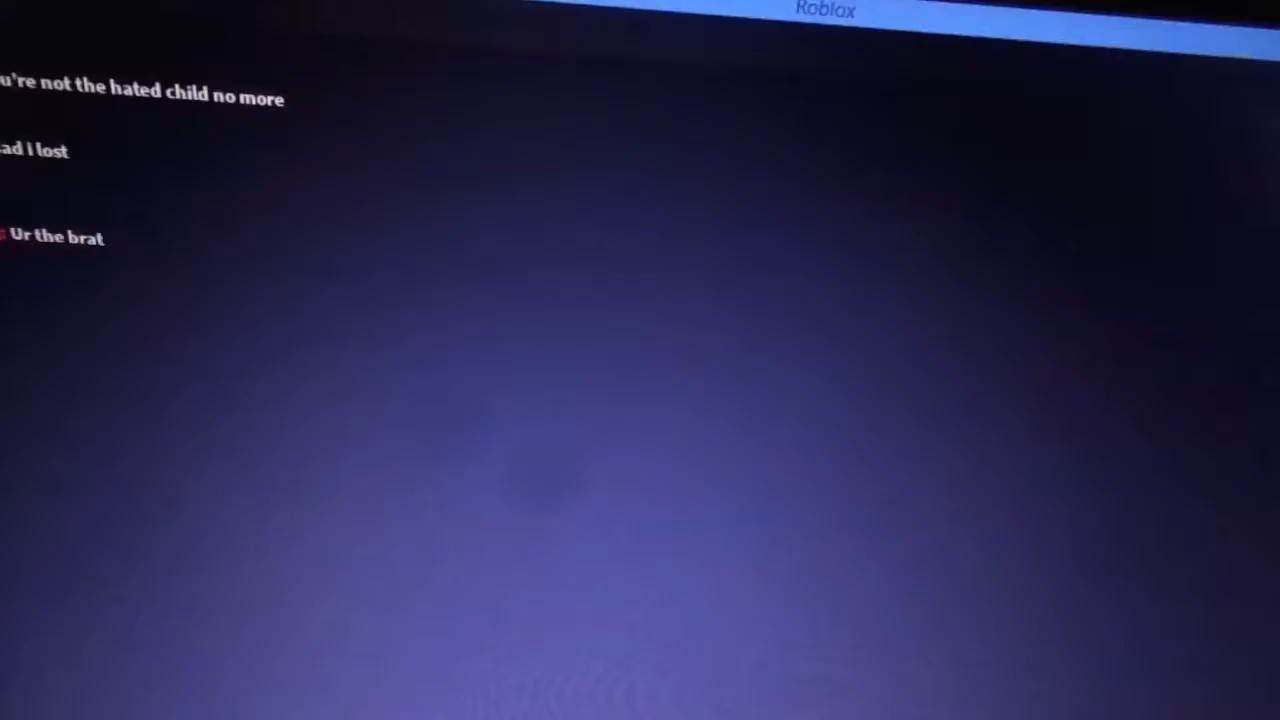 Roblox
u're not the hated child no more
ad I lost
: Ur the brat